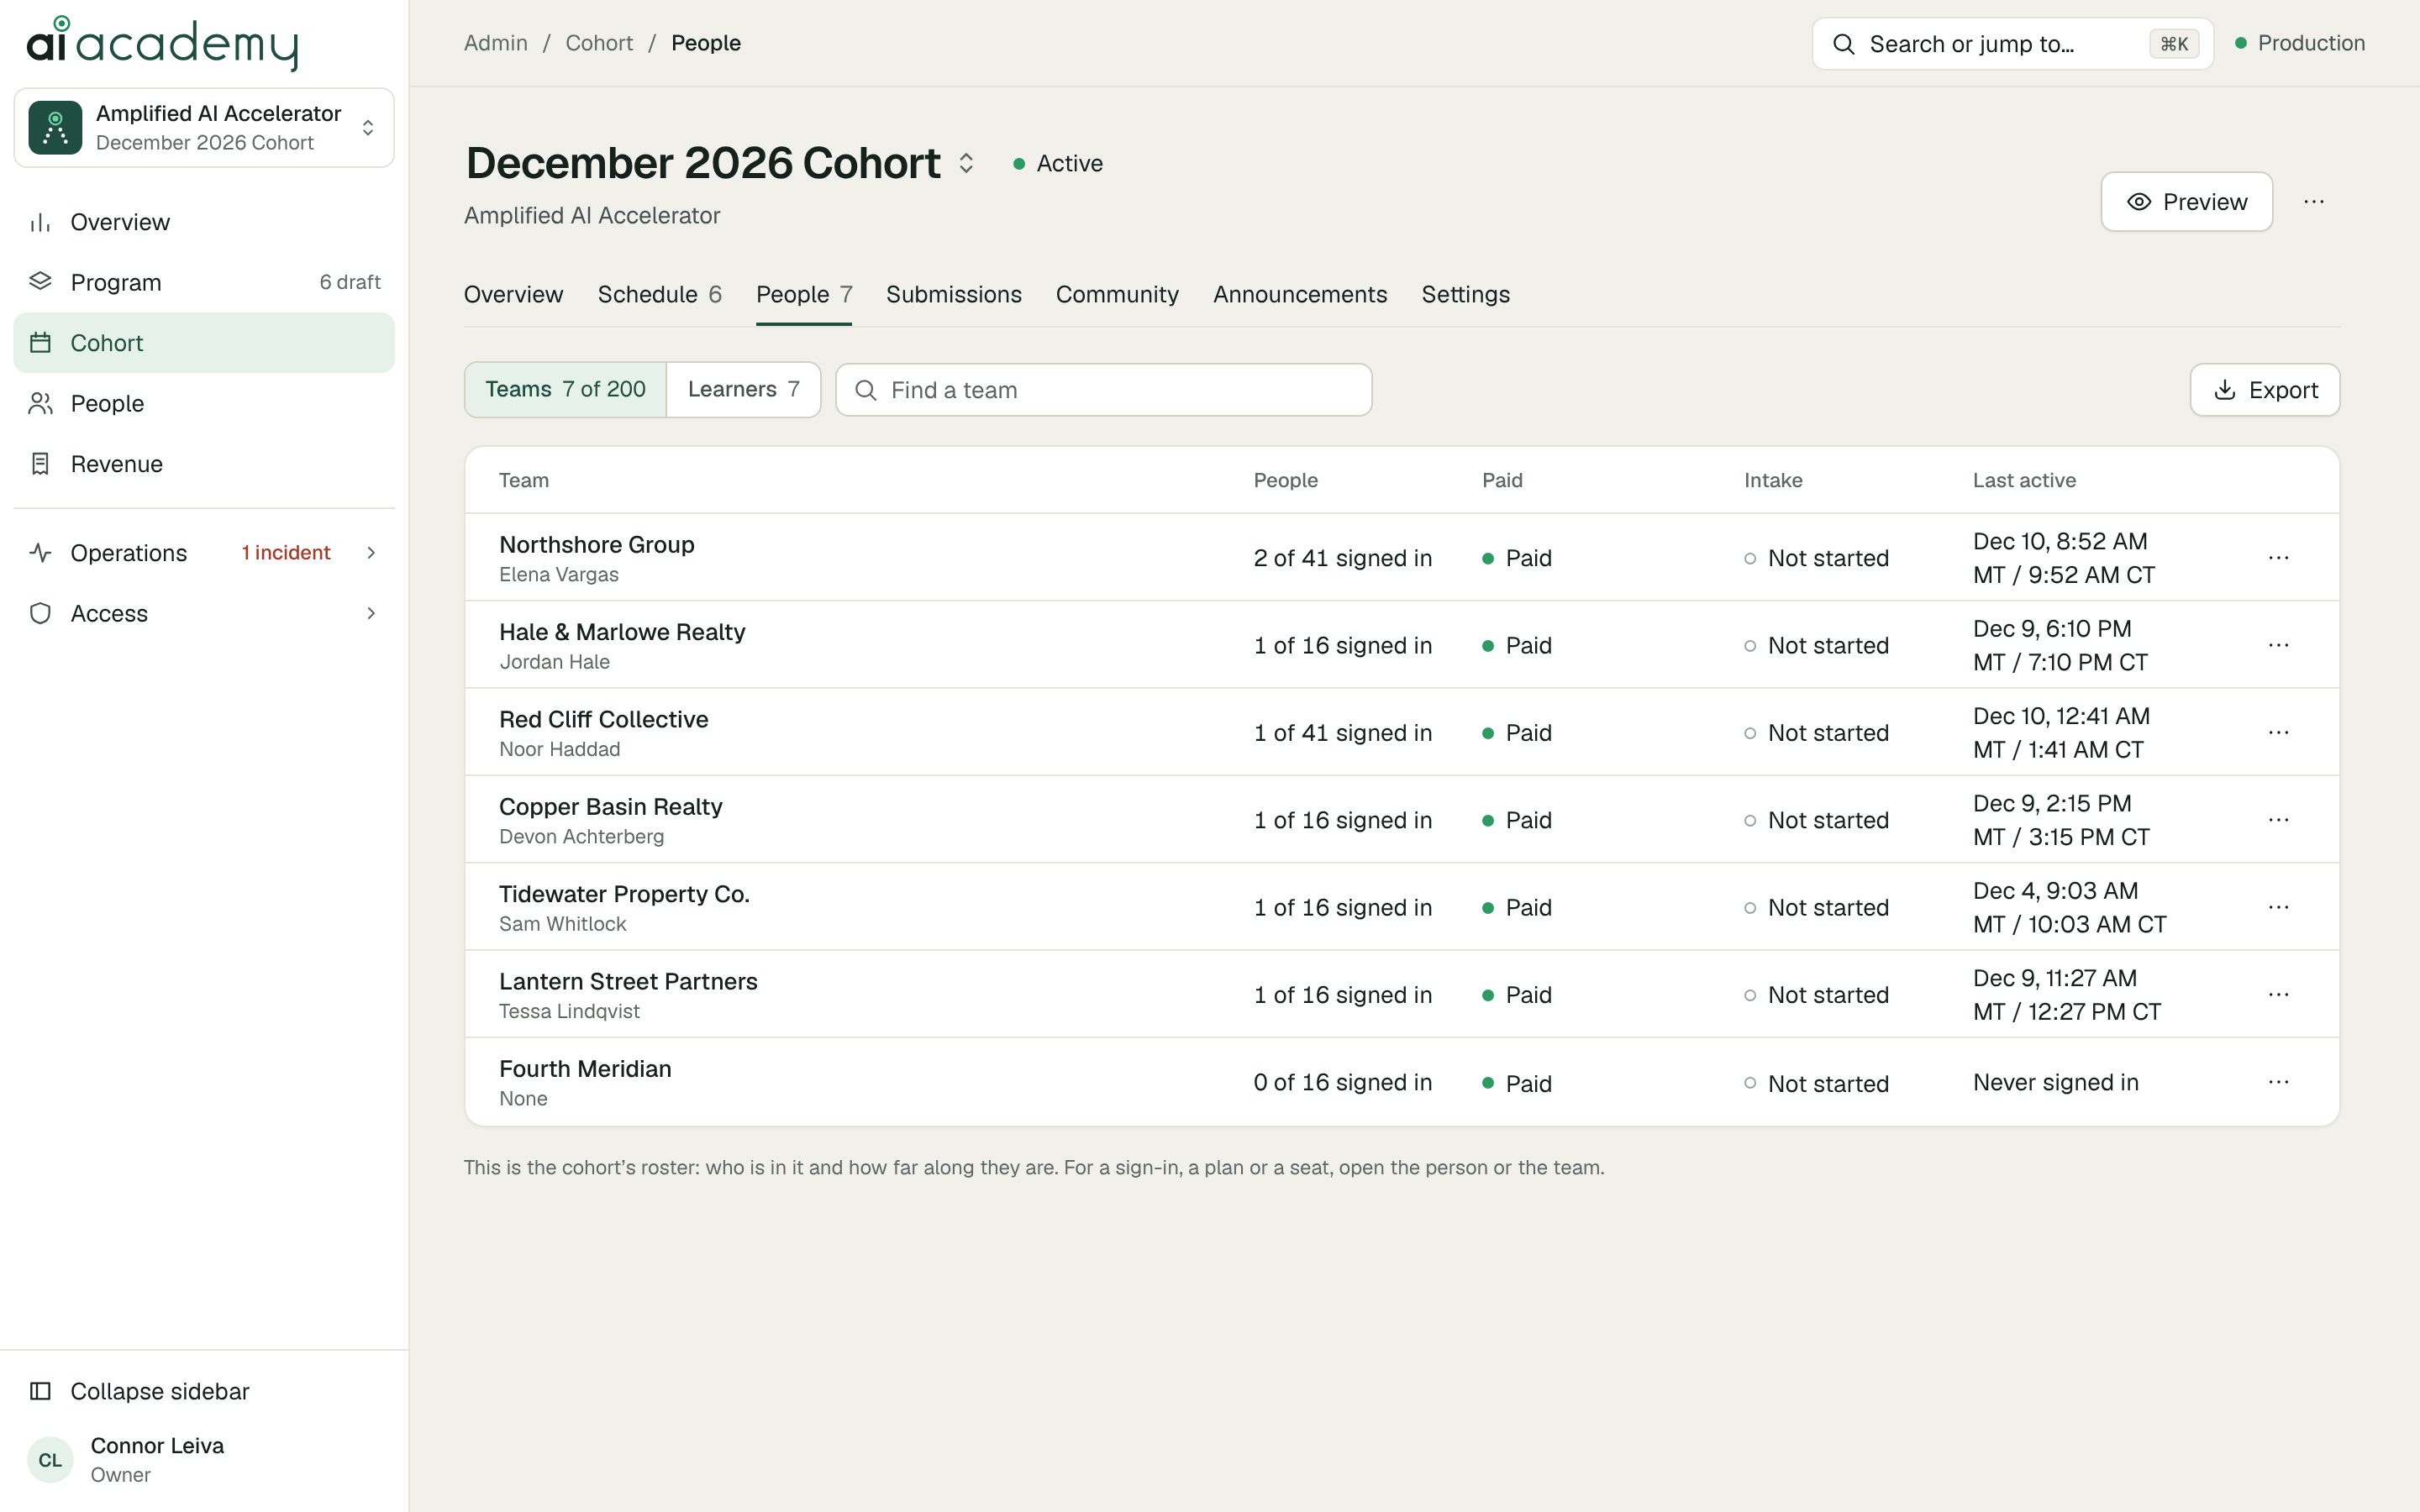 ai academy
Amplified AI Accelerator
December 2026 Cohort
Overview
Program 6 draft
Cohort
People
Revenue
Operations 1 incident
Access
Collapse sidebar
CL
Connor Leiva
Owner
Admin / Cohort / People
Search or jump to… ⌘K
Production
December 2026 Cohort
Active
Amplified AI Accelerator
Preview
Overview Schedule 6 People 7 Submissions Community Announcements Settings
Teams 7 of 200 Learners 7 Find a team Export
Team People Paid Intake Last active
Northshore Group
Elena Vargas
2 of 41 signed in Paid Not started
Dec 10, 8:52 AM
MT / 9:52 AM CT
Hale & Marlowe Realty
Jordan Hale
1 of 16 signed in Paid Not started
Dec 9, 6:10 PM
MT / 7:10 PM CT
Red Cliff Collective
Noor Haddad
1 of 41 signed in Paid Not started
Dec 10, 12:41 AM
MT / 1:41 AM CT
Copper Basin Realty
Devon Achterberg
1 of 16 signed in Paid Not started
Dec 9, 2:15 PM
MT / 3:15 PM CT
Tidewater Property Co.
Sam Whitlock
1 of 16 signed in Paid Not started
Dec 4, 9:03 AM
MT / 10:03 AM CT
Lantern Street Partners
Tessa Lindqvist
1 of 16 signed in Paid Not started
Dec 9, 11:27 AM
MT / 12:27 PM CT
Fourth Meridian
None
0 of 16 signed in Paid Not started
Never signed in
This is the cohort’s roster: who is in it and how far along they are. For a sign-in, a plan or a seat, open the person or the team.